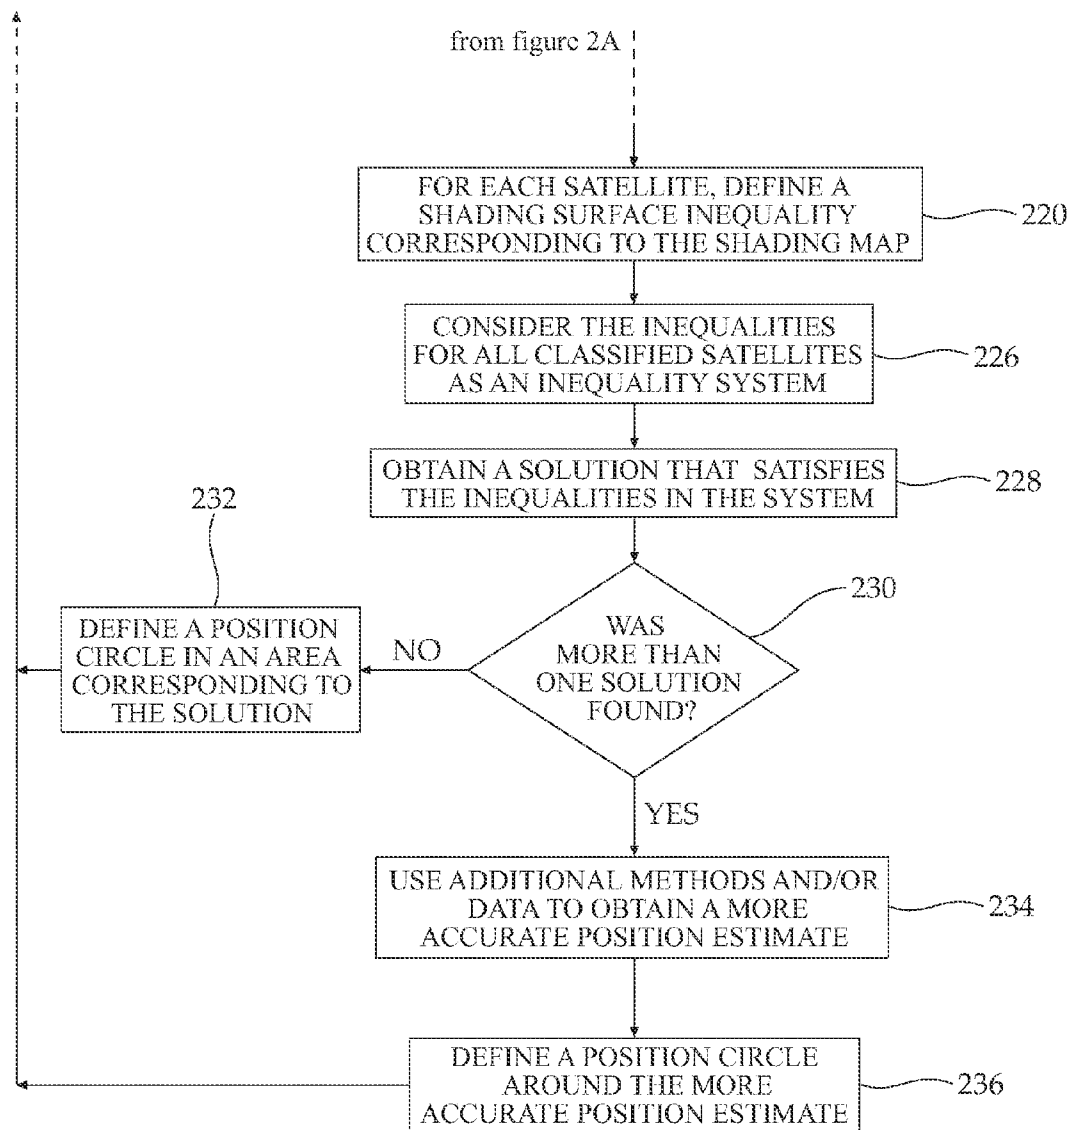 from figure 2A
FOR EACH SATELLITE, DEFINE A
SHADING SURFACE INEQUALITY
CORRESPONDING TO THE SHADING MAP
220
CONSIDER THE INEQUALITIES
FOR ALL CLASSIFIED SATELLITES
AS AN INEQUALITY SYSTEM
226
OBTAIN A SOLUTION THAT SATISFIES
THE INEQUALITIES IN THE SYSTEM
228
232
230
WAS
MORE THAN
ONE SOLUTION
FOUND?
NO
DEFINE A POSITION
CIRCLE IN AN AREA
CORRESPONDING TO
THE SOLUTION
YES
USE ADDITIONAL METHODS AND/OR
DATA TO OBTAIN A MORE
ACCURATE POSITION ESTIMATE
234
DEFINE A POSITION CIRCLE
AROUND THE MORE
ACCURATE POSITION ESTIMATE
236